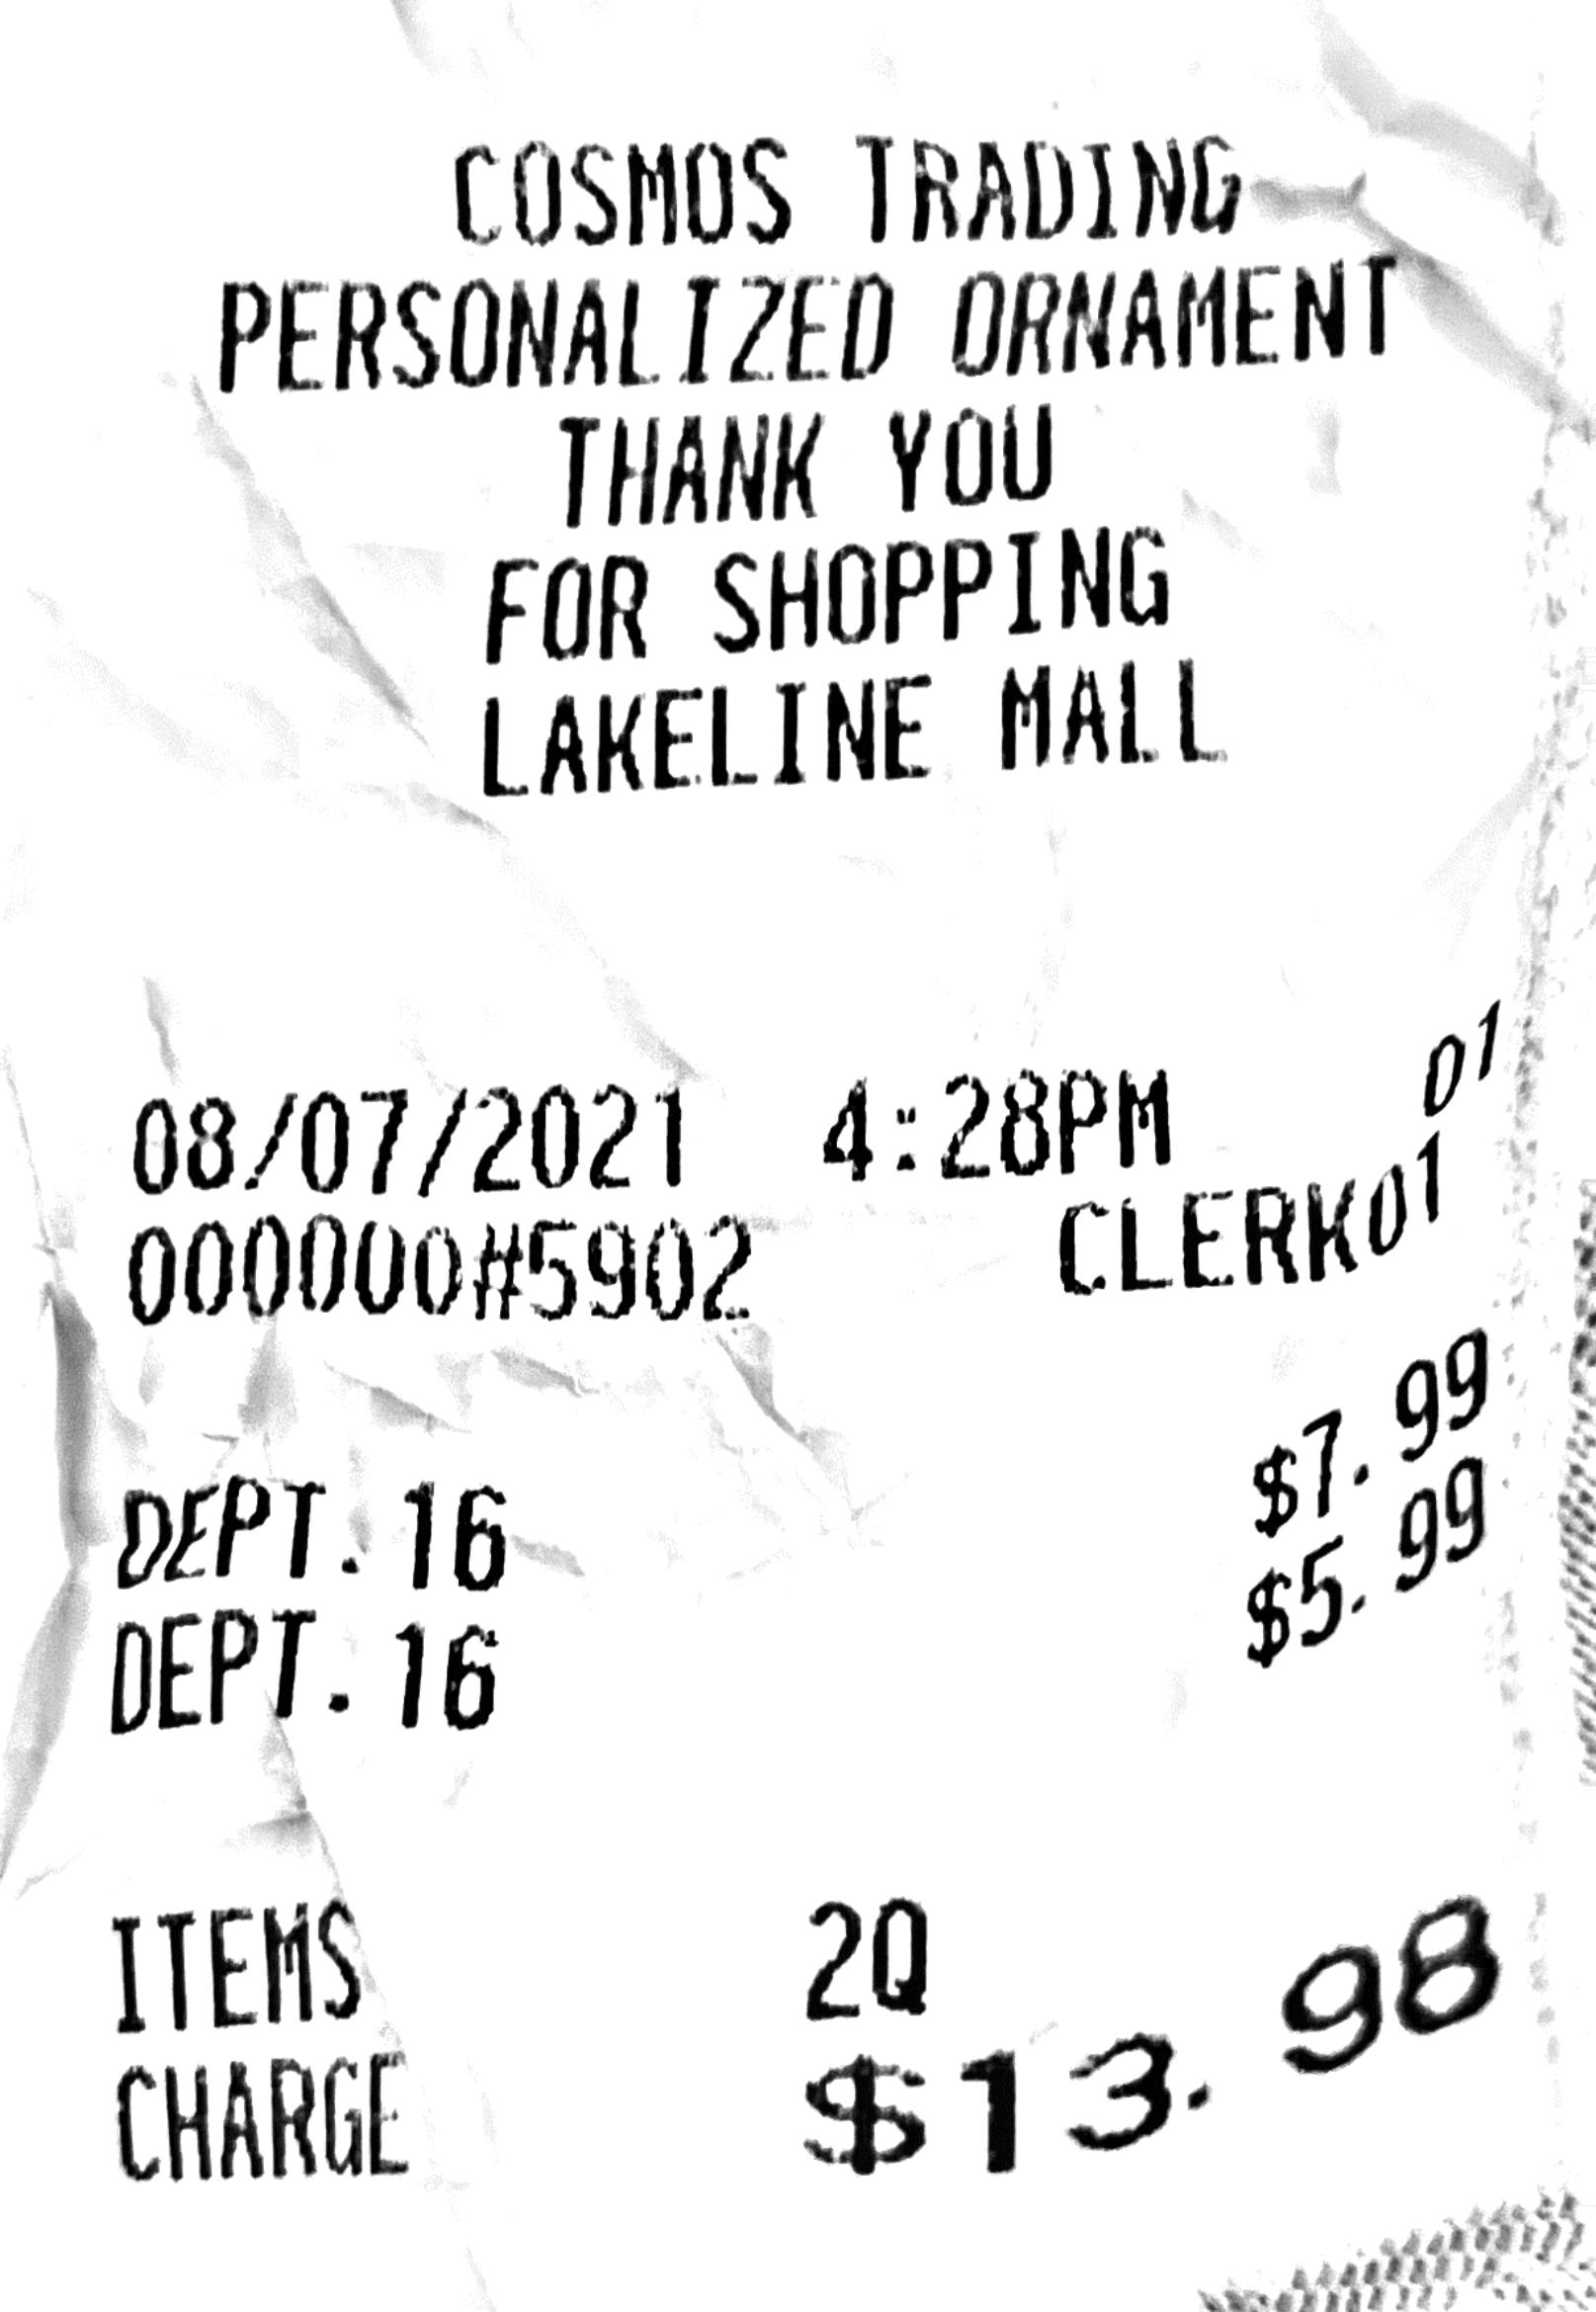 COSMOS TRADING
PERSONALIZED ORNAMENT
THANK YOU
FOR SHOPPING
LAKELINE MALL
08/07/2021 4:28PM 01
000000#5902 CLERK01
DEPT.16 $7.99
DEPT.16 $5.99
ITEMS 2Q
CHARGE $13.98